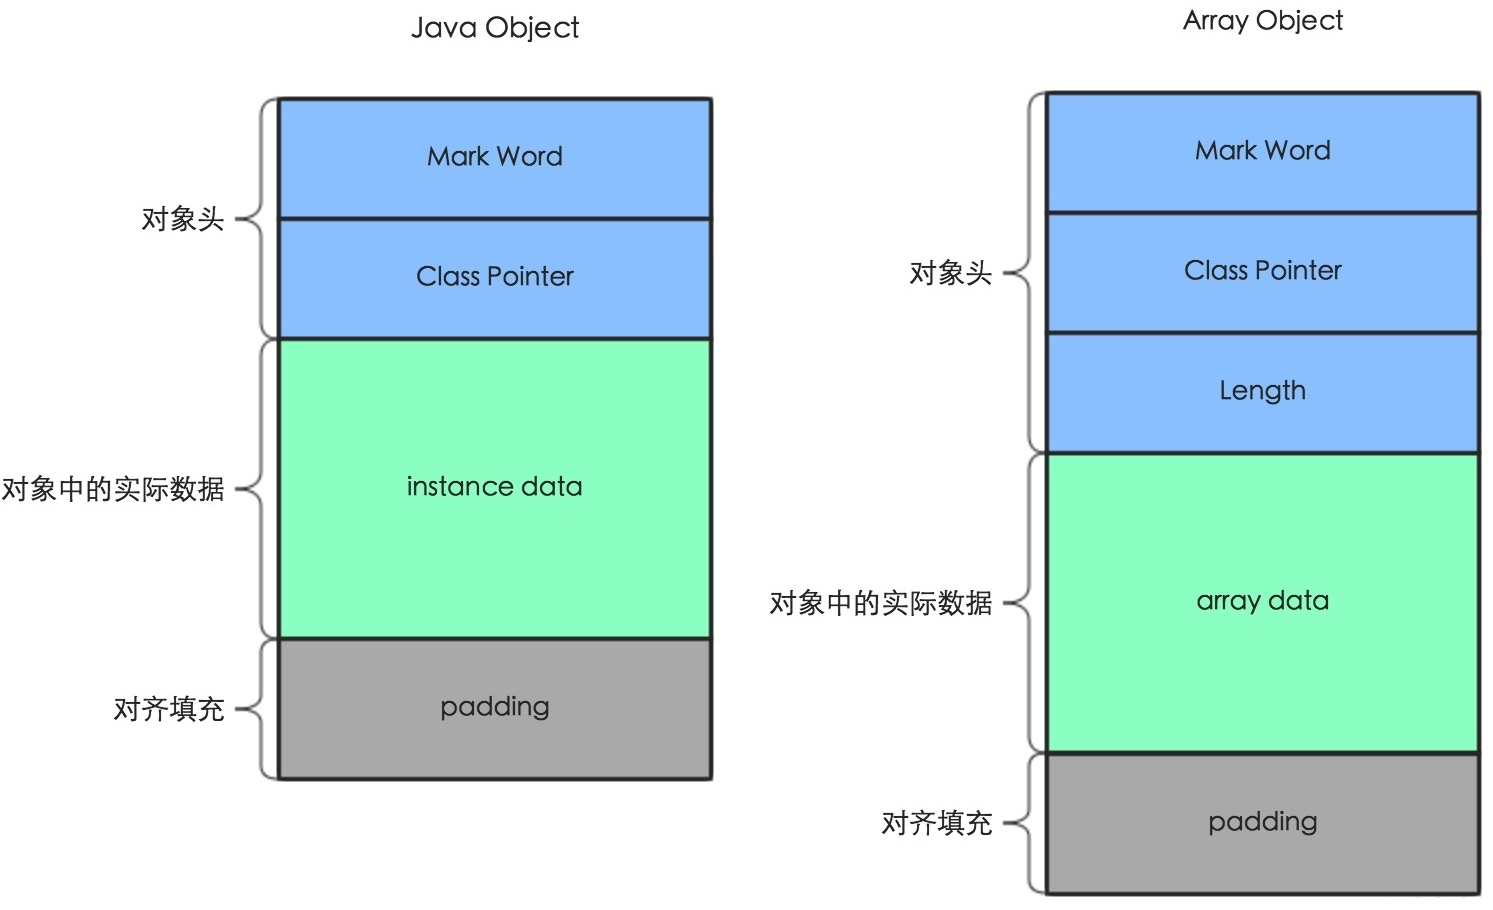 Java Object
对象头
Mark Word
Class Pointer
对象中的实际数据
instance data
对齐填充
padding
Array Object
对象头
Mark Word
Class Pointer
Length
对象中的实际数据
array data
对齐填充
padding